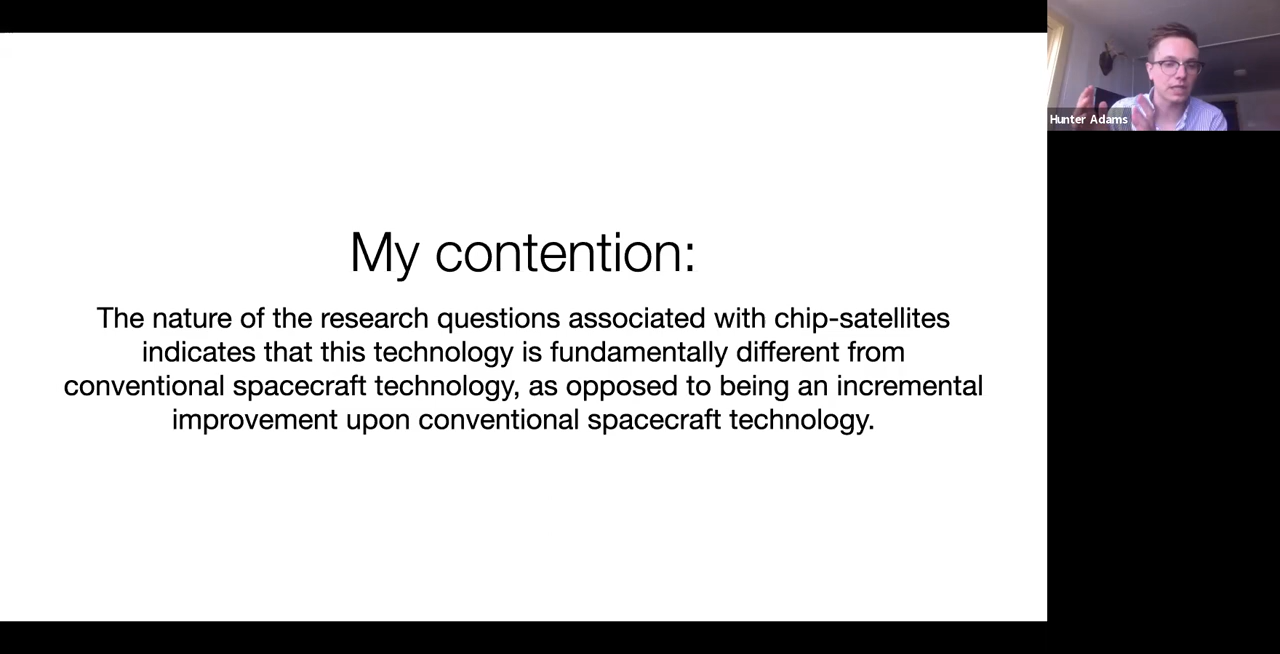 My contention:
The nature of the research questions associated with chip-satellites
indicates that this technology is fundamentally different from
conventional spacecraft technology, as opposed to being an incremental
improvement upon conventional spacecraft technology.
Hunter Adams